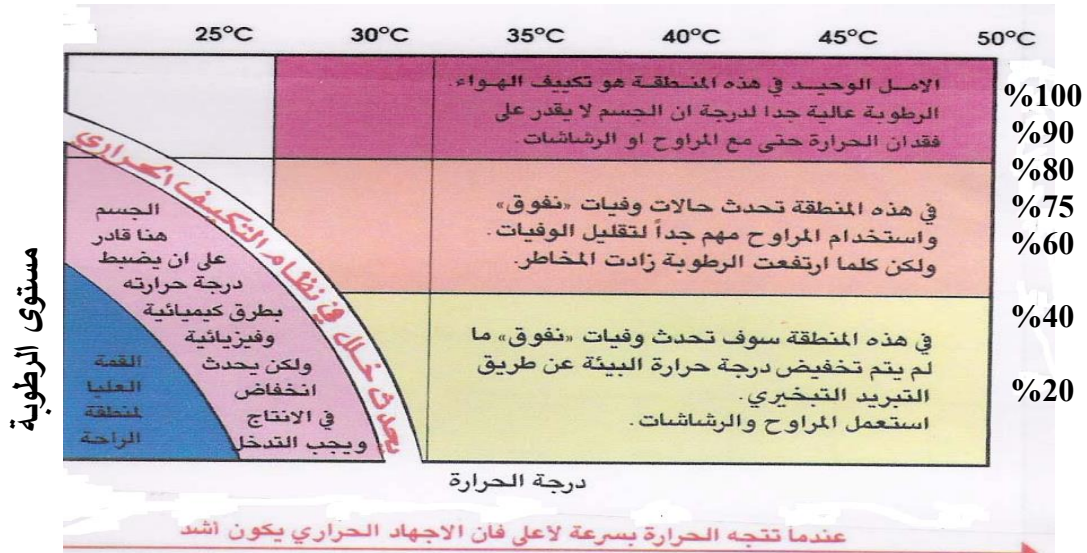 25°C 30°C 35°C 40°C 45°C 50°C
الامل الوحيد في هذه المنطقة هو تكييف الهواء.
الرطوبة عالية جدا لدرجة ان الجسم لا يقدر على
فقدان الحرارة حتى مع المراوح او الرشاشات.
في هذه المنطقة تحدث حالات وفيات «نفوق»
واستخدام المراوح مهم جداً لتقليل الوفيات.
ولكن كلما ارتفعت الرطوبة زادت المخاطر.
في هذه المنطقة سوف تحدث وفيات «نفوق» ما
لم يتم تخفيض درجة حرارة البيئة عن طريق
التبريد التبخيري.
استعمل المراوح والرشاشات.
%100
%90
%80
%75
%60
%40
%20
يحدث خلل في نظام التكييف الحراري
الجسم
هنا قادر
على ان يضبط
درجة حرارته
بطرق كيميائية
وفيزيائية
ولكن يحدث
انخفاض
في الانتاج
ويجب التدخل
القمة
العليا
لمنطقة
الراحة
مستوى الرطوبة
درجة الحرارة
عندما تتجه الحرارة بسرعة لاعلى فان الاجهاد الحراري يكون أشد